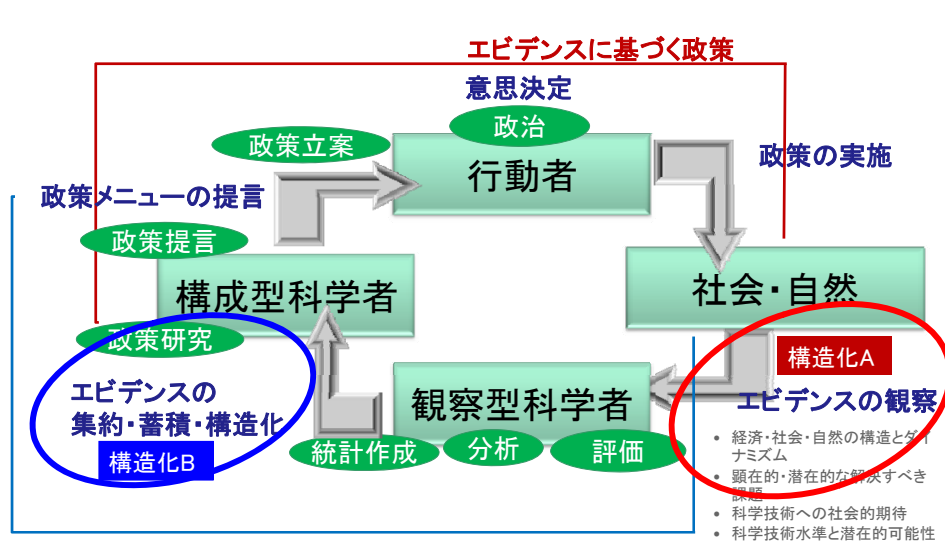 エビデンスに基づく政策
意思決定
政治
政策立案
行動者
政策の実施
政策メニューの提言
政策提言
構成型科学者
社会・自然
政策研究
構造化A
エビデンスの
集約・蓄積・構造化
構造化B
観察型科学者
エビデンスの観察
統計作成
分析
評価
• 経済・社会・自然の構造とダイ
ナミズム
• 顕在的・潜在的な解決すべき
課題
• 科学技術への社会的期待
• 科学技術水準と潜在的可能性